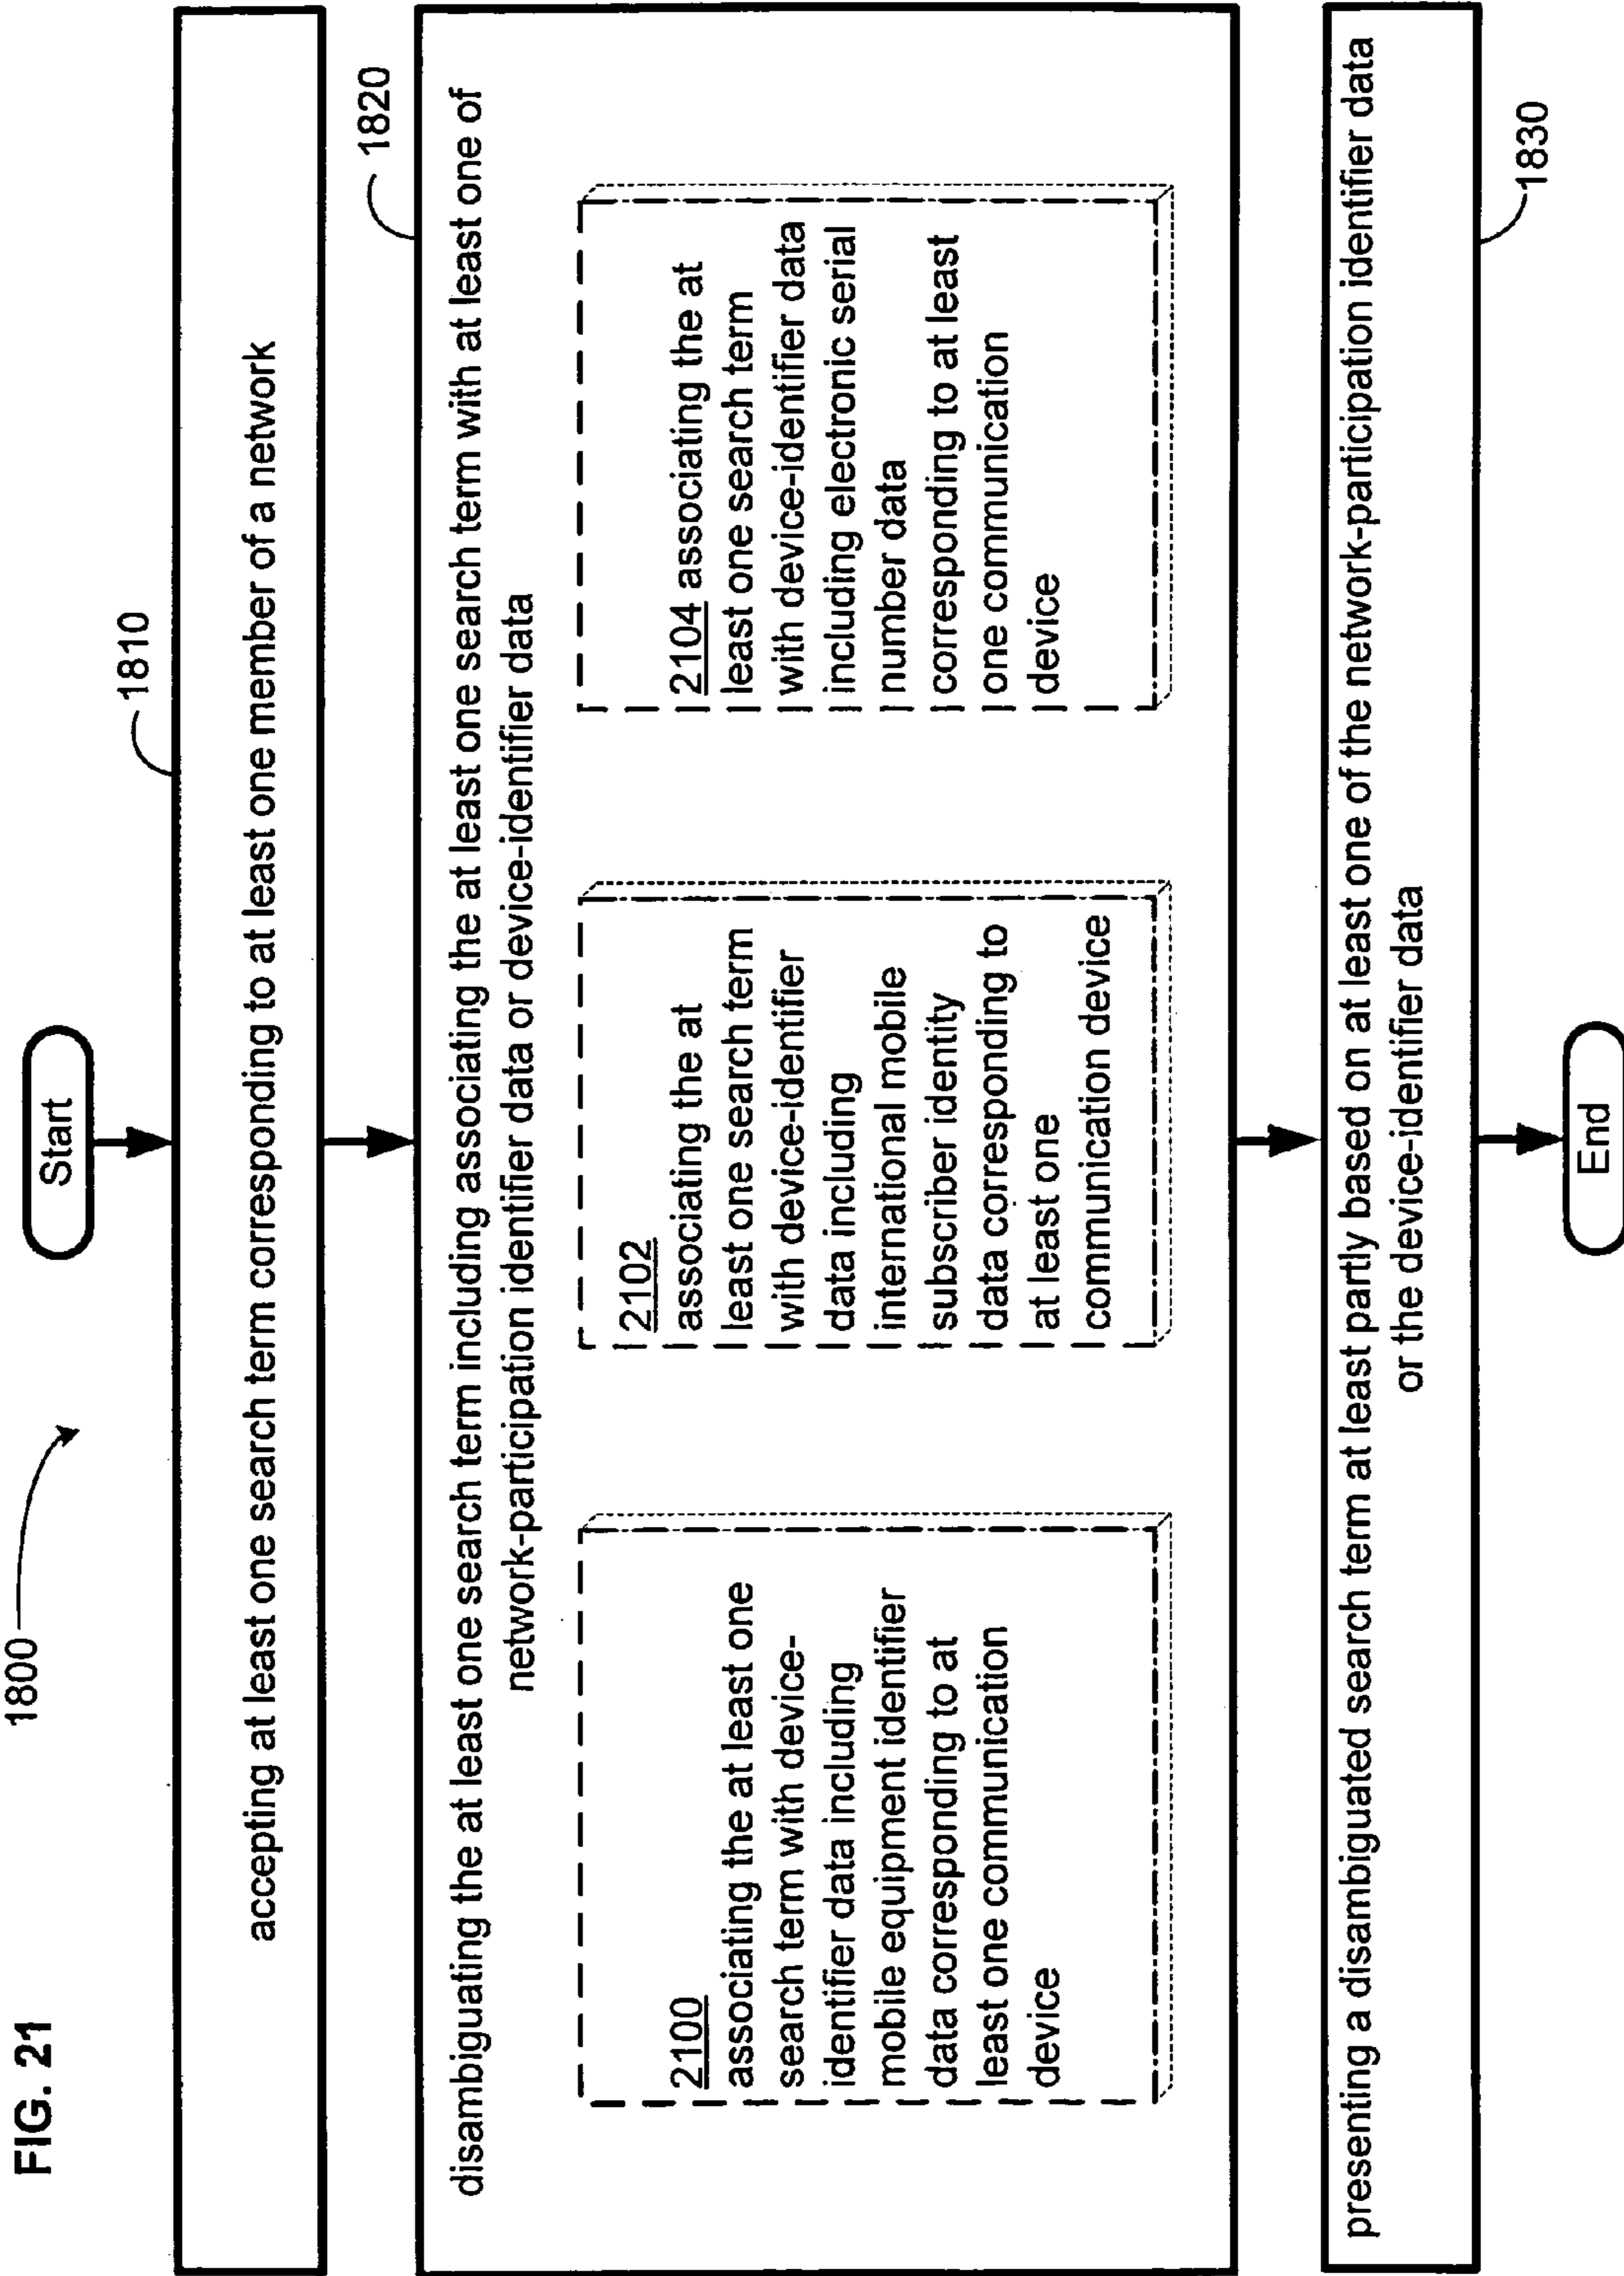 FIG. 21
1800
Start
1810
accepting at least one search term corresponding to at least one member of a network
1820
disambiguating the at least one search term including associating the at least one search term with at least one of
network-participation identifier data or device-identifier data
2100
associating the at least one
search term with device-
identifier data including
mobile equipment identifier
data corresponding to at
least one communication
device
2102
associating the at
least one search term
with device-identifier
data including
international mobile
subscriber identity
data corresponding to
at least one
communication device
2104 associating the at
least one search term
with device-identifier data
including electronic serial
number data
corresponding to at least
one communication
device
presenting a disambiguated search term at least partly based on at least one of the network-participation identifier data
or the device-identifier data
1830
End